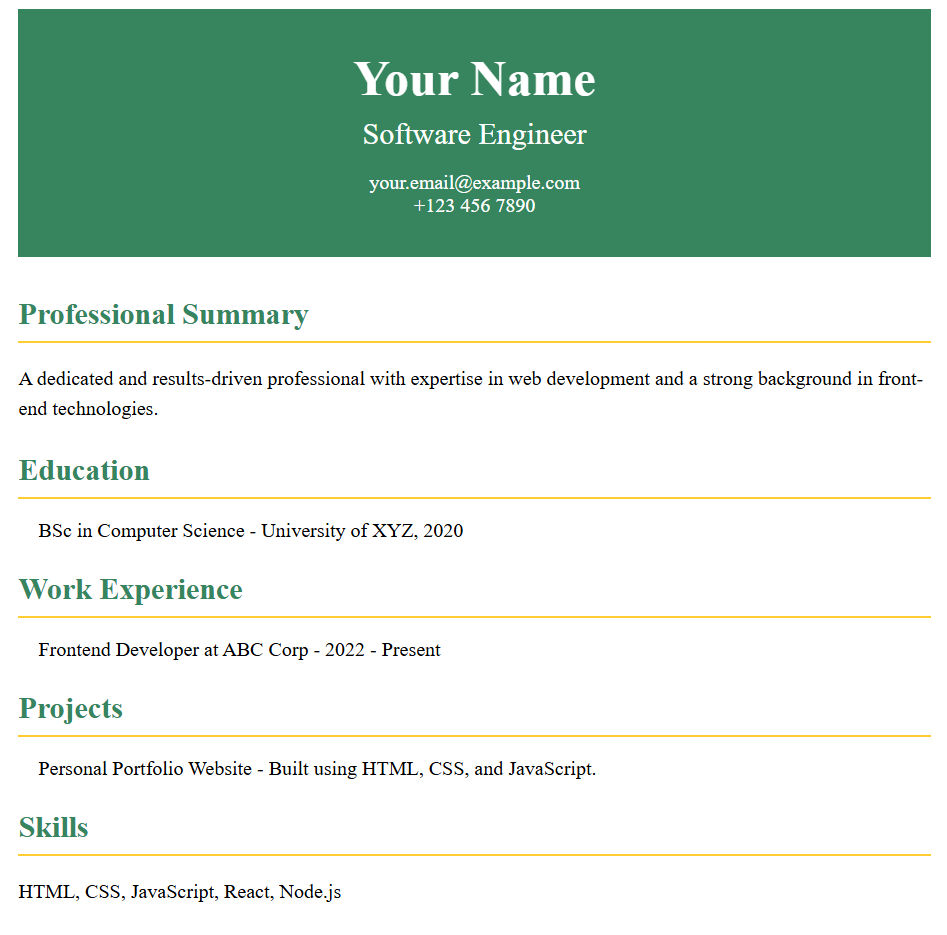 Your Name
Software Engineer
your.email@example.com
+123 456 7890
Professional Summary
A dedicated and results-driven professional with expertise in web development and a strong background in front-
end technologies.
Education
BSc in Computer Science - University of XYZ, 2020
Work Experience
Frontend Developer at ABC Corp - 2022 - Present
Projects
Personal Portfolio Website - Built using HTML, CSS, and JavaScript.
Skills
HTML, CSS, JavaScript, React, Node.js